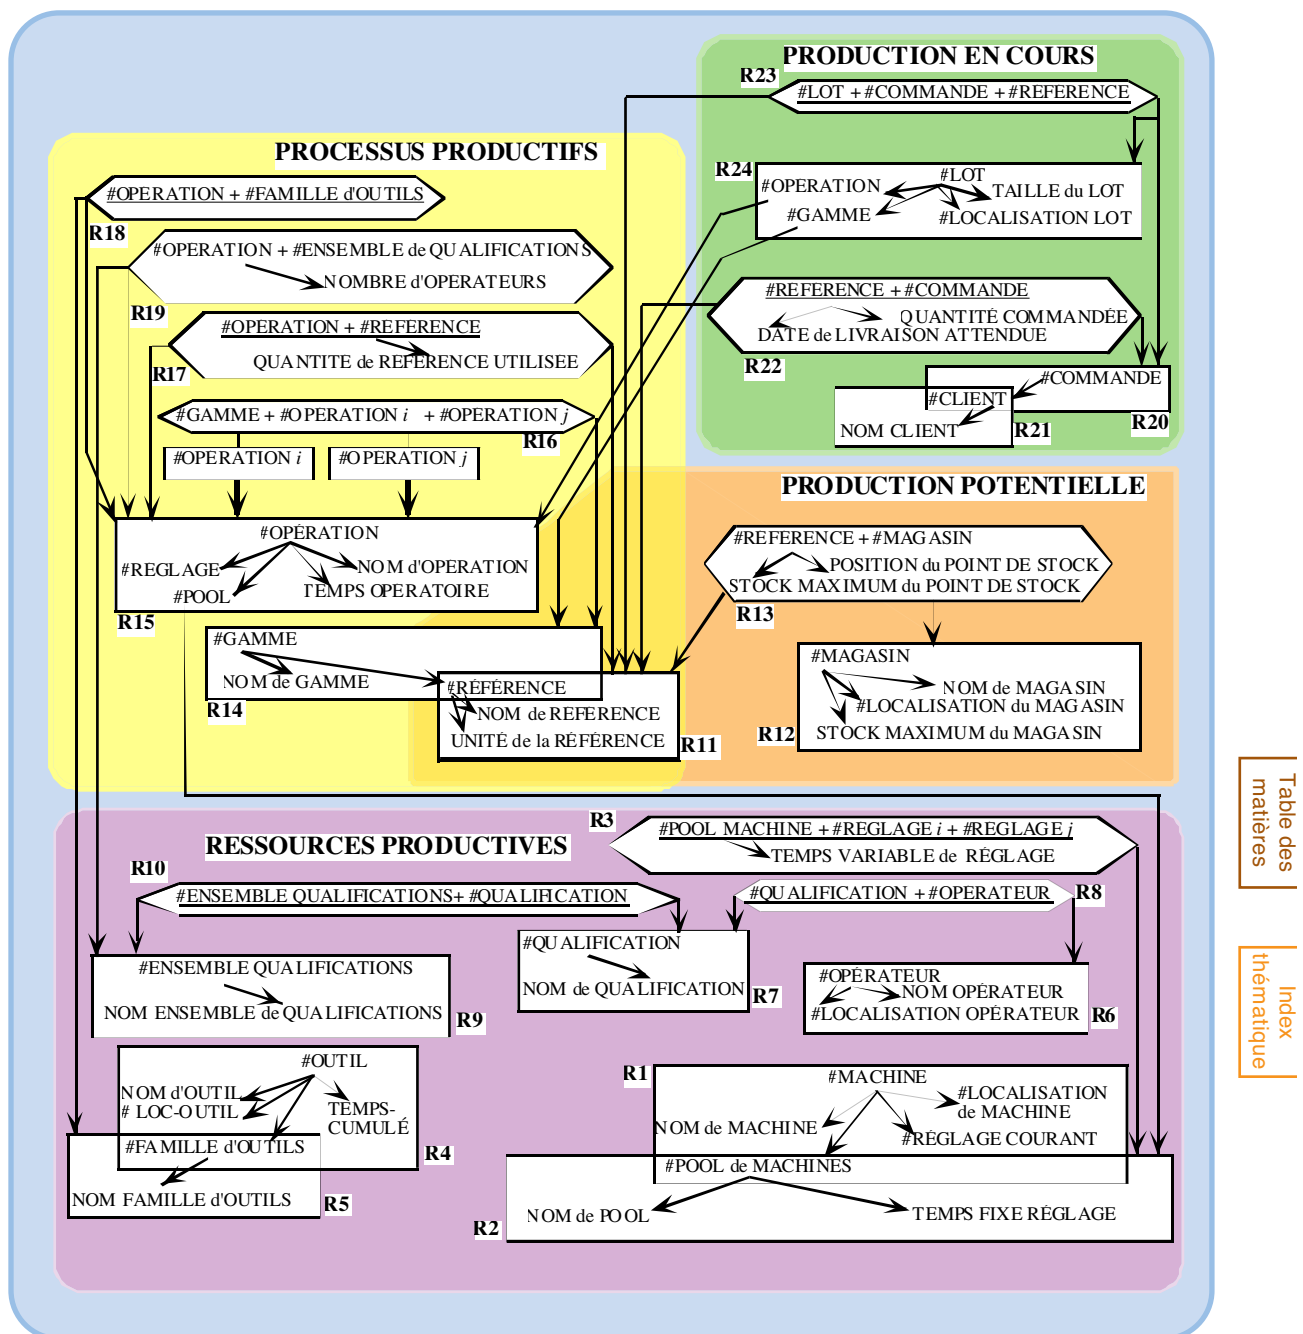 PRODUCTION EN COURS
R23
#LOT + #COMMANDE + #REFERENCE
PROCESSUS PRODUCTIFS
R24
#LOT
#OPERATION
TAILLE du LOT
#GAMME
#LOCALISATION LOT
#OPERATION + #FAMILLE d'OUTILS
R18
#OPERATION + #ENSEMBLE de QUALIFICATIONS
NOMBRE d'OPERATEURS
R19
#REFERENCE + #COMMANDE
QUANTITÉ COMMANDÉE
DATE de LIVRAISON ATTENDUE
R22
#OPERATION + #REFERENCE
QUANTITE de REFERENCE UTILISEE
R17
#COMMANDE
#CLIENT
NOM CLIENT
R21
R20
#GAMME + #OPERATION i + #OPERATION j
R16
#OPERATION i
#OPERATION j
PRODUCTION POTENTIELLE
#OPÉRATION
#REGLAGE
NOM d'OPERATION
#POOL
TEMPS OPERATOIRE
R15
#REFERENCE + #MAGASIN
POSITION du POINT DE STOCK
STOCK MAXIMUM du POINT DE STOCK
R13
#GAMME
NOM de GAMME
R14
#RÉFÉRENCE
NOM de REFERENCE
UNITÉ de la RÉFÉRENCE
R11
#MAGASIN
NOM de MAGASIN
#LOCALISATION du MAGASIN
STOCK MAXIMUM du MAGASIN
R12
Table des
matières
R3
#POOL MACHINE + #REGLAGE i + #REGLAGE j
TEMPS VARIABLE de RÉGLAGE
RESSOURCES PRODUCTIVES
R10
#ENSEMBLE QUALIFICATIONS+ #QUALIFICATION
#QUALIFICATION + #OPERATEUR
R8
#QUALIFICATION
NOM de QUALIFICATION
R7
#ENSEMBLE QUALIFICATIONS
NOM ENSEMBLE de QUALIFICATIONS
R9
#OPÉRATEUR
NOM OPÉRATEUR
#LOCALISATION OPÉRATEUR
R6
Index
thématique
#OUTIL
NOM d'OUTIL
# LOC-OUTIL
TEMPS-
CUMULÉ
#FAMILLE d'OUTILS
R4
NOM FAMILLE d'OUTILS
R5
R1
#MACHINE
#LOCALISATION
de MACHINE
NOM de MACHINE
#RÉGLAGE COURANT
#POOL de MACHINES
NOM de POOL
TEMPS FIXE RÉGLAGE
R2